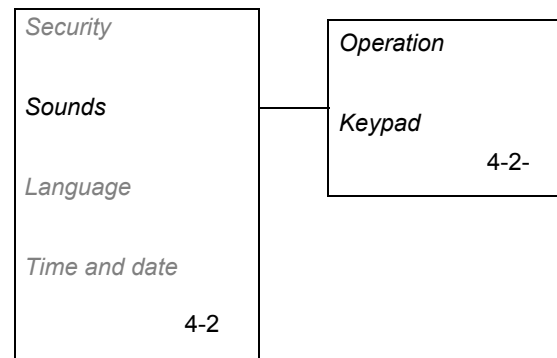 Security
Sounds
Language
Time and date
4-2
Operation
Keypad
4-2-